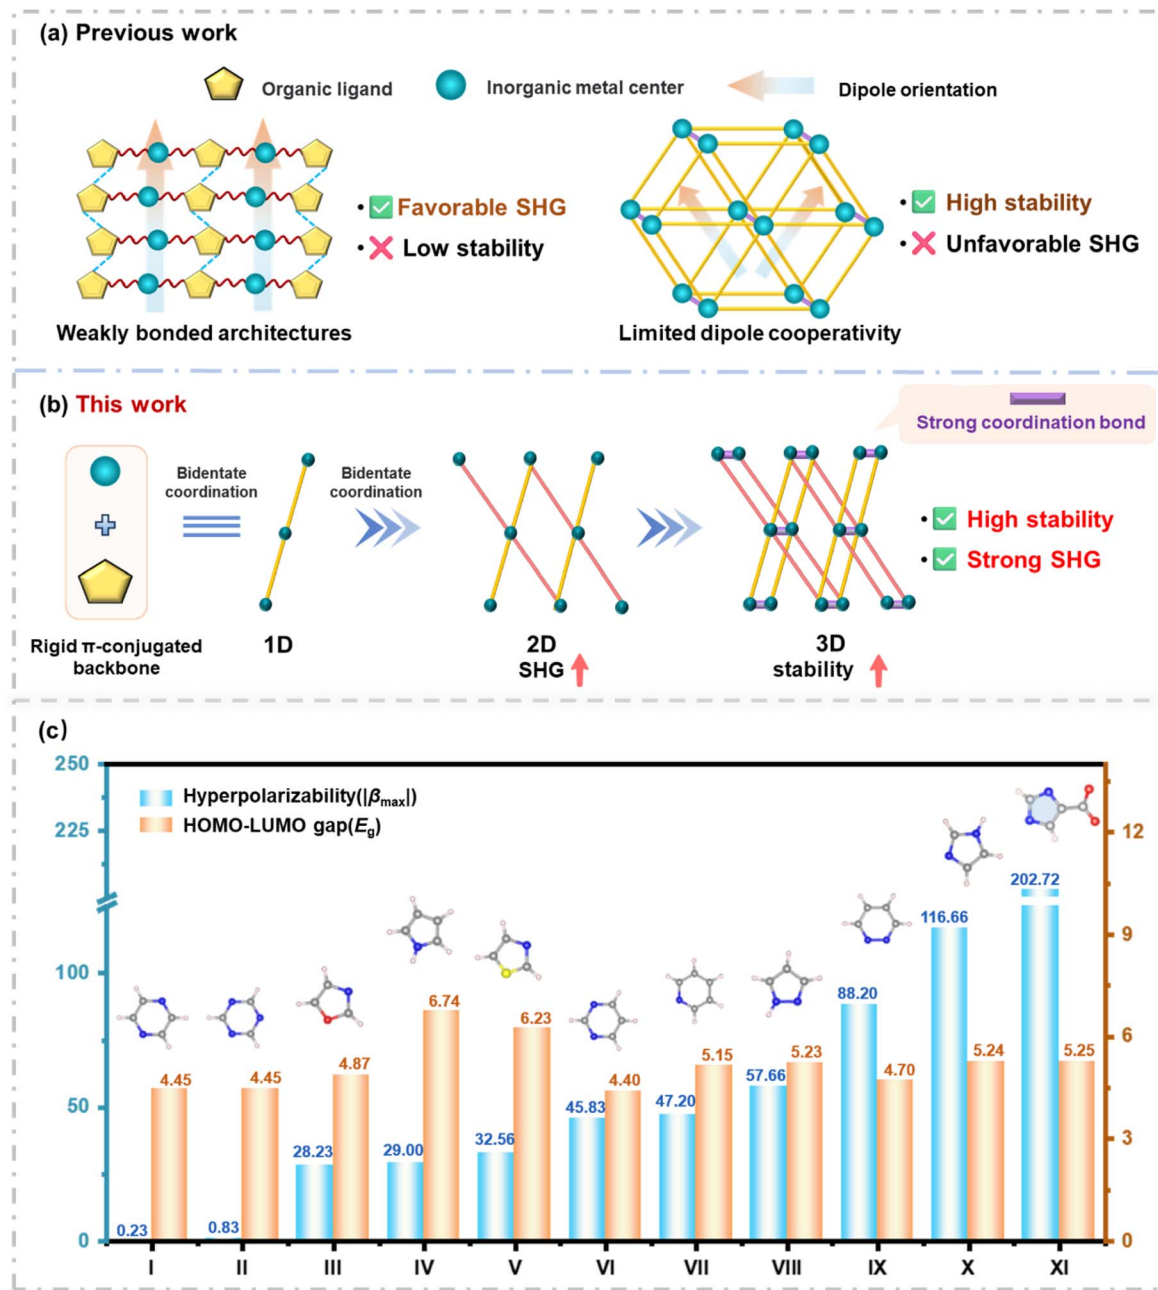 (a) Previous work
Organic ligand
Inorganic metal center
Dipole orientation
• ✅ Favorable SHG
• ❌ Low stability
Weakly bonded architectures
• ✅ High stability
• ❌ Unfavorable SHG
Limited dipole cooperativity
(b) This work
Strong coordination bond
Rigid π-conjugated
backbone
Bidentate
coordination
1D
Bidentate
coordination
2D
SHG
3D
stability
• ✅ High stability
• ✅ Strong SHG
(c)
250
225
100
50
0
Hyperpolarizability(|βmax|)
HOMO-LUMO gap(Eg)
12
9
6
3
0
0.23
4.45
0.83
4.45
28.23
4.87
29.00
6.74
32.56
6.23
45.83
4.40
47.20
5.15
57.66
5.23
88.20
4.70
116.66
5.24
202.72
5.25
I
II
III
IV
V
VI
VII
VIII
IX
X
XI